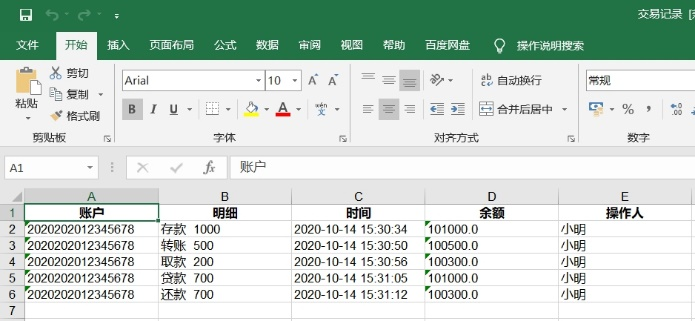 交易记录 [
文件 开始 插入 页面布局 公式 数据 审阅 视图 帮助 百度网盘 操作说明搜索
剪切
复制
格式刷
粘贴
剪贴板
Arial 10 A A
B I U A wén 文
字体
ab 自动换行
合并后居中
对齐方式
常规
% ,
数字
A1 fx 账户
A B C D E
1 账户 明细 时间 余额 操作人
2 2020202012345678 存款 1000 2020-10-14 15:30:34 101000.0 小明
3 2020202012345678 转账 500 2020-10-14 15:30:50 100500.0 小明
4 2020202012345678 取款 200 2020-10-14 15:30:56 100300.0 小明
5 2020202012345678 贷款 700 2020-10-14 15:31:05 101000.0 小明
6 2020202012345678 还款 700 2020-10-14 15:31:12 100300.0 小明
7